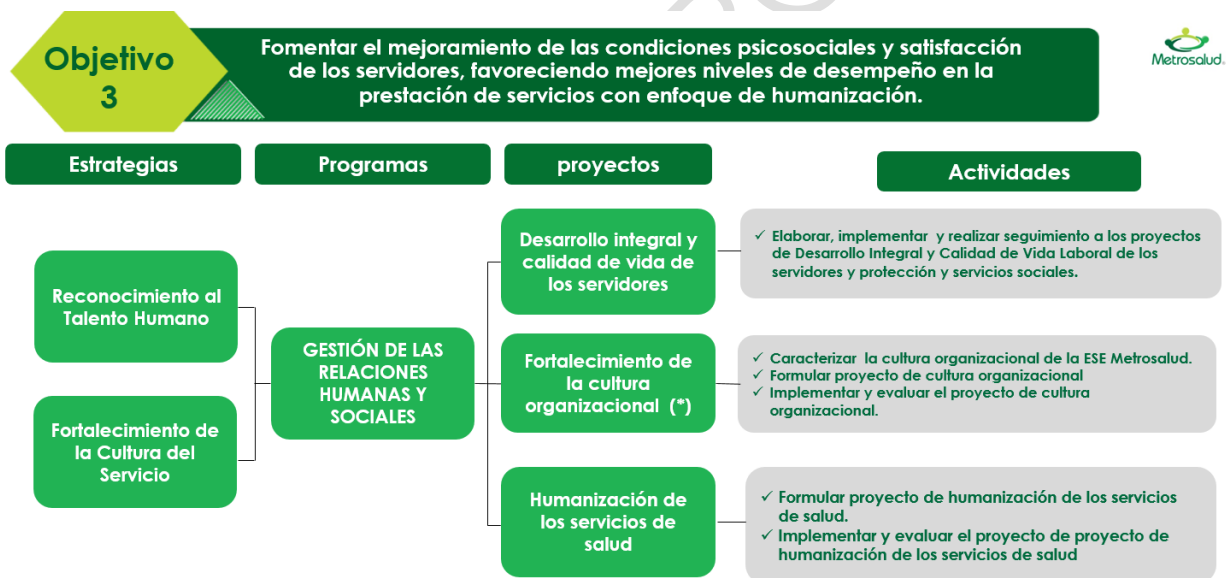 Objetivo
3
Fomentar el mejoramiento de las condiciones psicosociales y satisfacción
de los servidores, favoreciendo mejores niveles de desempeño en la
prestación de servicios con enfoque de humanización.
Metrosalud
Estrategias
Programas
proyectos
Actividades
Reconocimiento al
Talento Humano
Fortalecimiento de
la Cultura del
Servicio
GESTIÓN DE LAS
RELACIONES
HUMANAS Y
SOCIALES
Desarrollo integral y
calidad de vida de
los servidores
✓ Elaborar, implementar y realizar seguimiento a los proyectos
de Desarrollo Integral y Calidad de Vida Laboral de los
servidores y protección y servicios sociales.
Fortalecimiento de
la cultura
organizacional (*)
✓ Caracterizar la cultura organizacional de la ESE Metrosalud.
✓ Formular proyecto de cultura organizacional
✓ Implementar y evaluar el proyecto de cultura
organizacional.
Humanización de
los servicios de
salud
✓ Formular proyecto de humanización de los servicios
de salud.
✓ Implementar y evaluar el proyecto de proyecto de
humanización de los servicios de salud